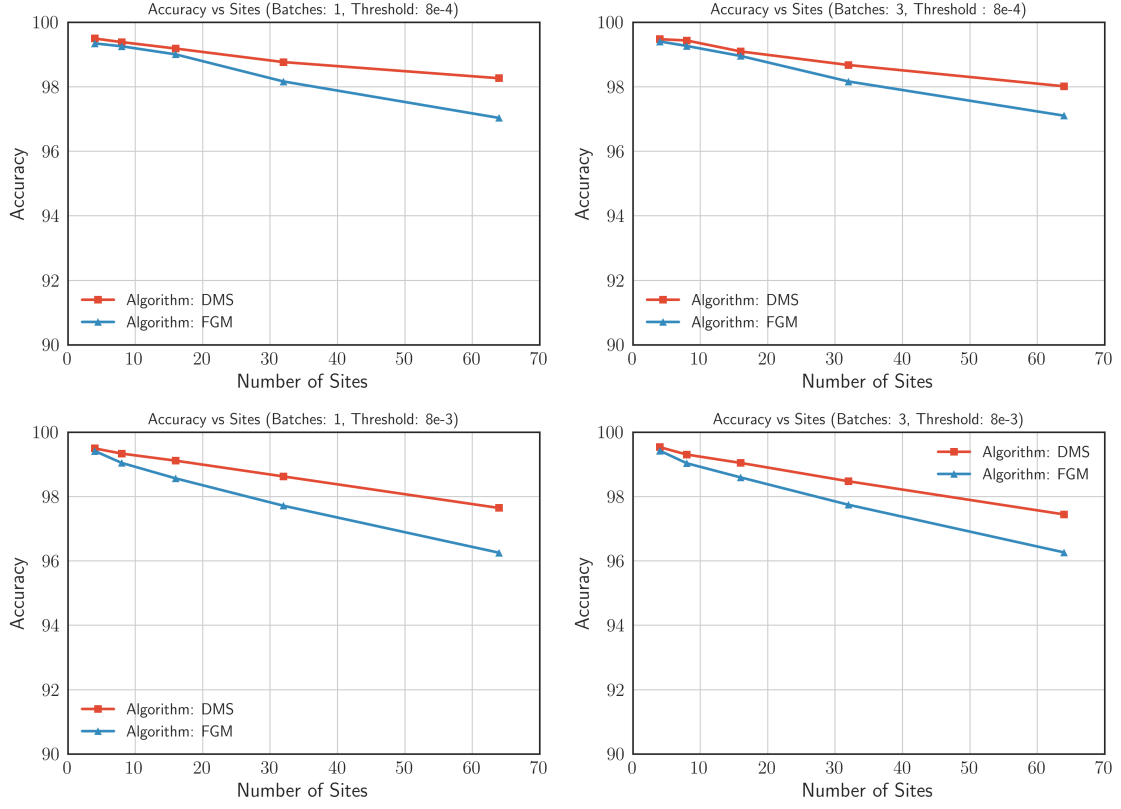 Accuracy vs Sites (Batches: 1, Threshold: 8e-4)
100
98
96
94
92
90
Accuracy
Algorithm: DMS
Algorithm: FGM
0 10 20 30 40 50 60 70
Number of Sites
Accuracy vs Sites (Batches: 3, Threshold : 8e-4)
100
98
96
94
92
90
Accuracy
Algorithm: DMS
Algorithm: FGM
0 10 20 30 40 50 60 70
Number of Sites
Accuracy vs Sites (Batches: 1, Threshold: 8e-3)
100
98
96
94
92
90
Accuracy
Algorithm: DMS
Algorithm: FGM
0 10 20 30 40 50 60 70
Number of Sites
Accuracy vs Sites (Batches: 3, Threshold: 8e-3)
100
98
96
94
92
90
Accuracy
Algorithm: DMS
Algorithm: FGM
0 10 20 30 40 50 60 70
Number of Sites